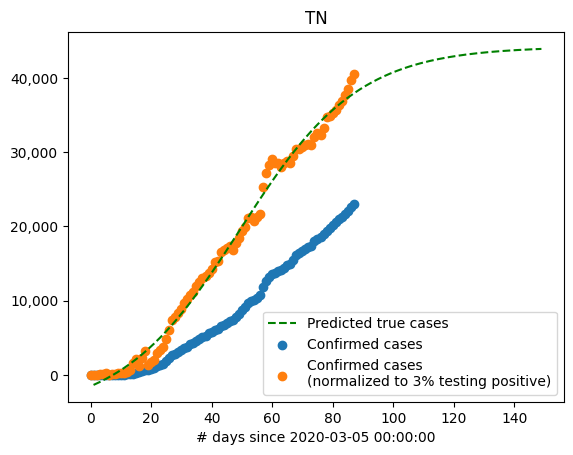 TN
40,000
30,000
20,000
10,000
0
0 20 40 60 80 100 120 140
# days since 2020-03-05 00:00:00
Predicted true cases
Confirmed cases
Confirmed cases
(normalized to 3% testing positive)